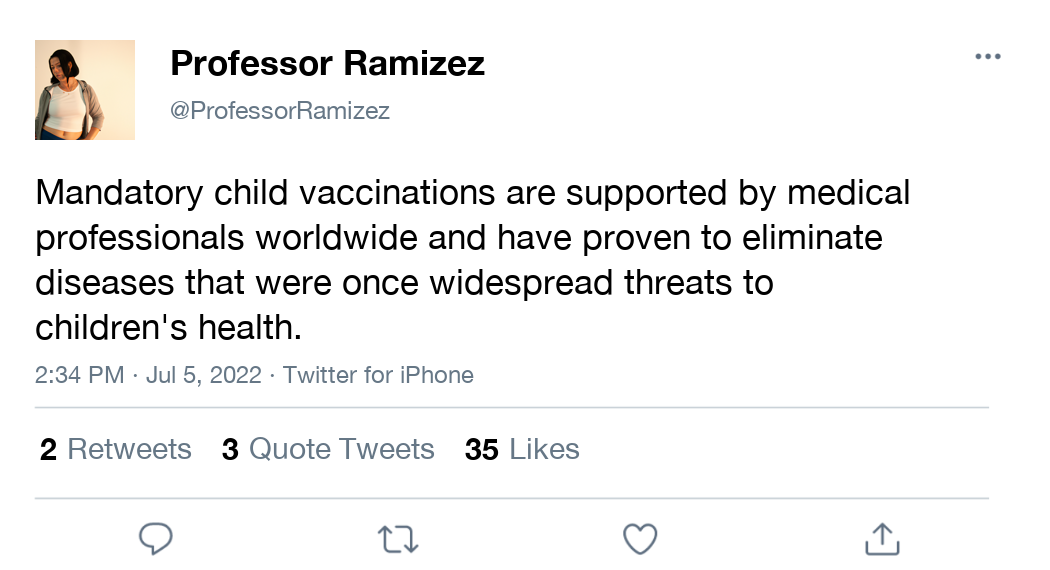 Professor Ramizez
@ProfessorRamizez
Mandatory child vaccinations are supported by medical
professionals worldwide and have proven to eliminate
diseases that were once widespread threats to
children's health.
2:34 PM · Jul 5, 2022 · Twitter for iPhone
2 Retweets 3 Quote Tweets 35 Likes